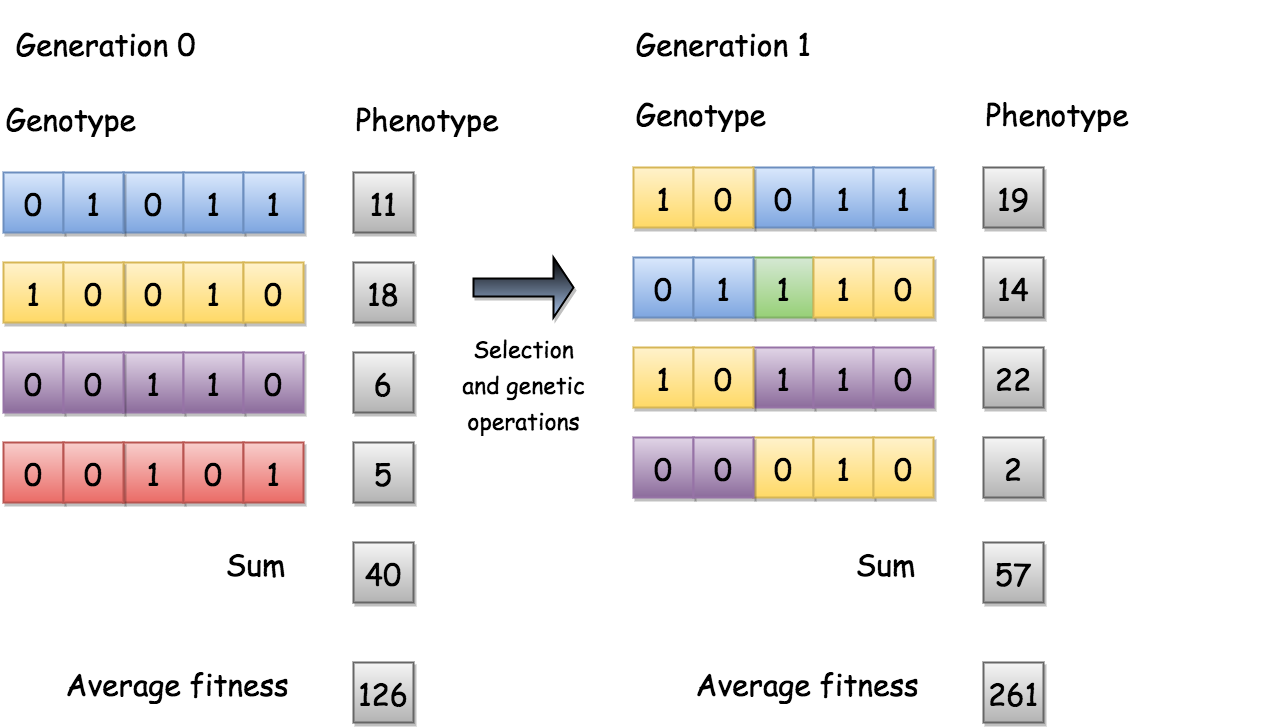 Generation 0
Genotype Phenotype
0 1 0 1 1 11
1 0 0 1 0 18
0 0 1 1 0 6
0 0 1 0 1 5
Sum 40
Average fitness 126
Selection
and genetic
operations
Generation 1
Genotype Phenotype
1 0 0 1 1 19
0 1 1 1 0 14
1 0 1 1 0 22
0 0 0 1 0 2
Sum 57
Average fitness 261